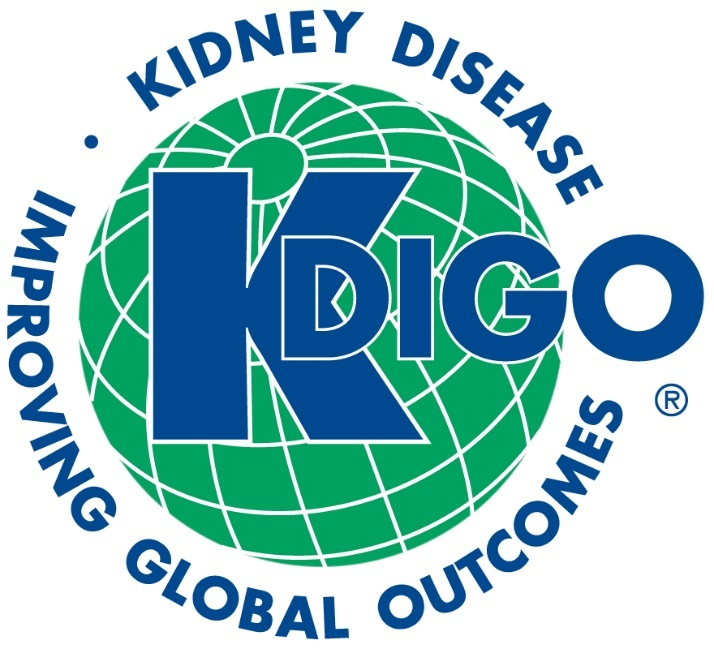 KIDNEY DISEASE
IMPROVING GLOBAL OUTCOMES
KDIGO
®